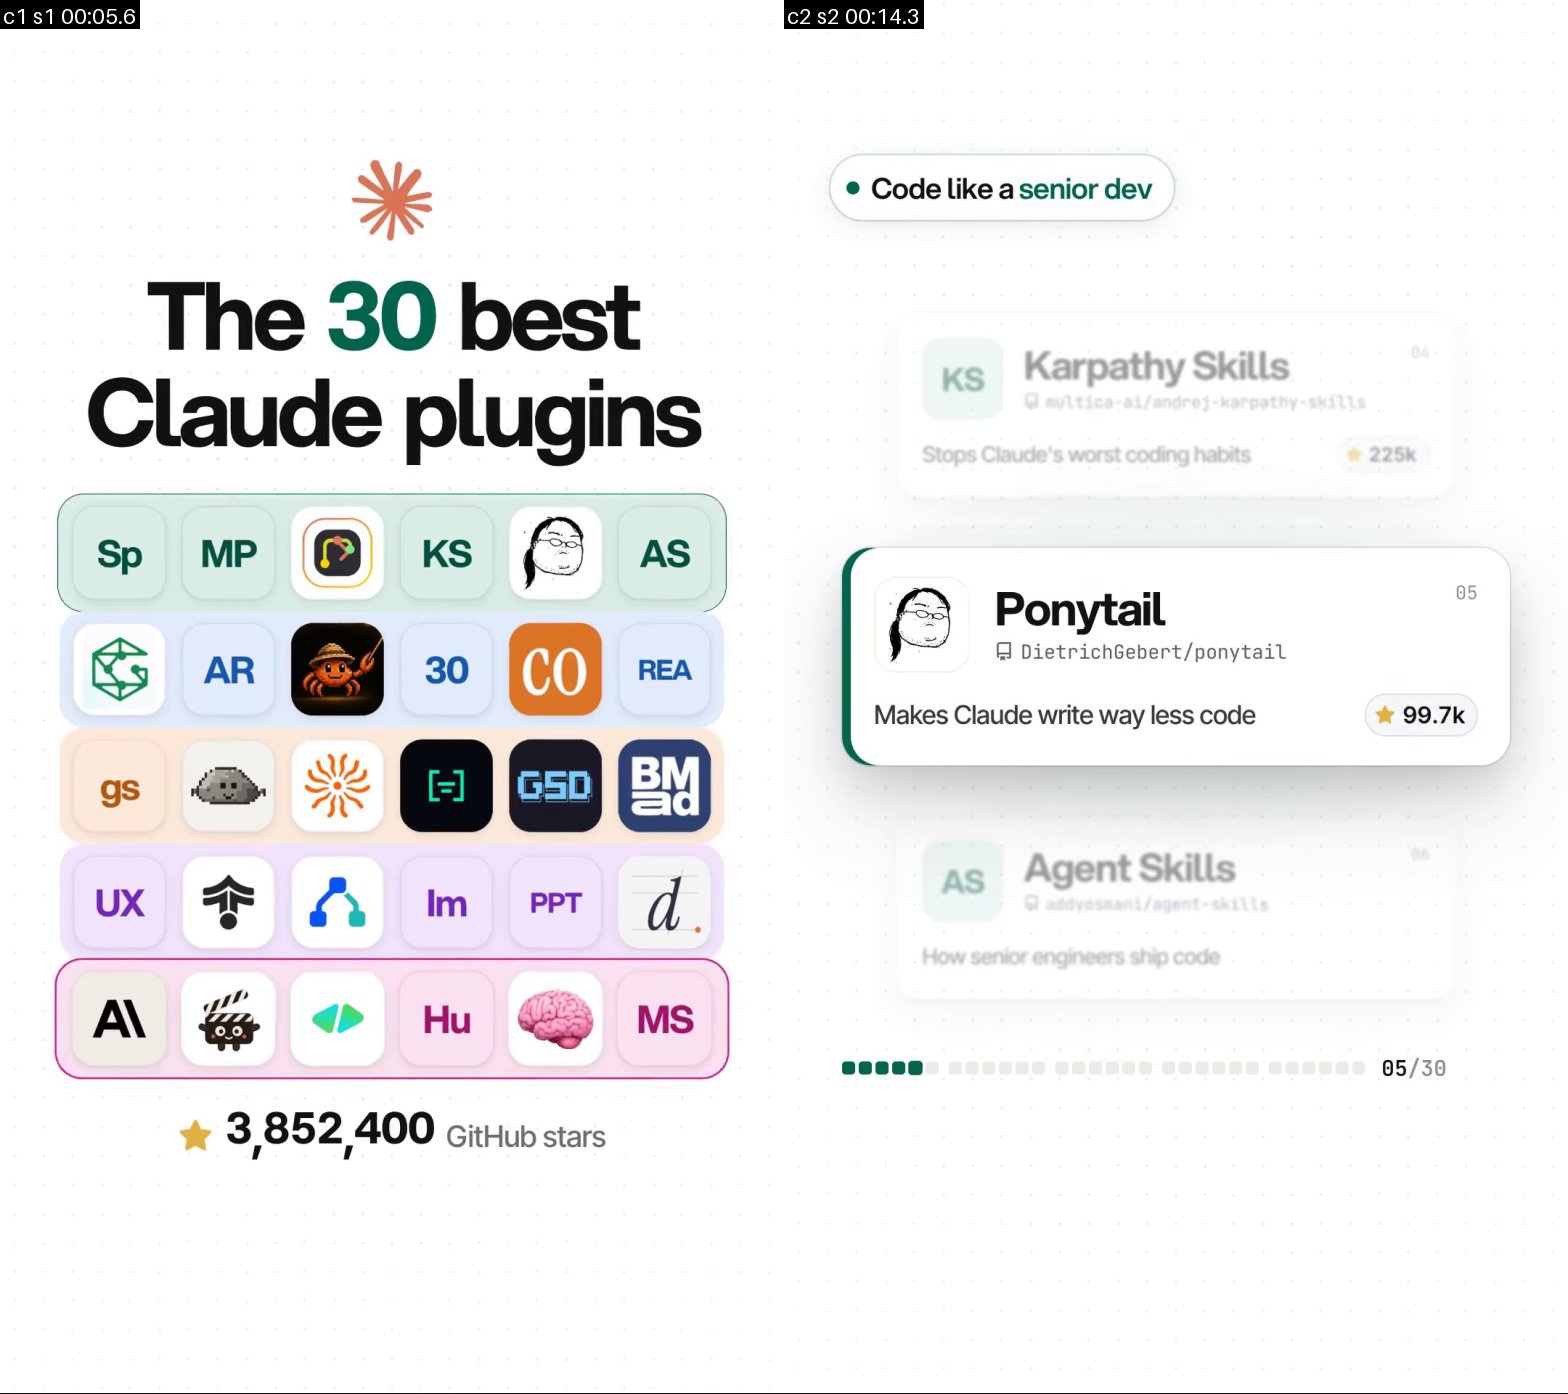 c1 s1 00:05.6
The 30 best
Claude plugins
Sp MP KS AS
AR 30 CO REA
gs GSD BMad
UX Im PPT d.
A\ Hu MS
3,852,400 GitHub stars
c2 s2 00:14.3
Code like a senior dev
KS Karpathy Skills 04
multica-ai/andrej-karpathy-skills
Stops Claude's worst coding habits 225k
Ponytail 05
DietrichGebert/ponytail
Makes Claude write way less code 99.7k
AS Agent Skills 06
addyosmani/agent-skills
How senior engineers ship code
05/30